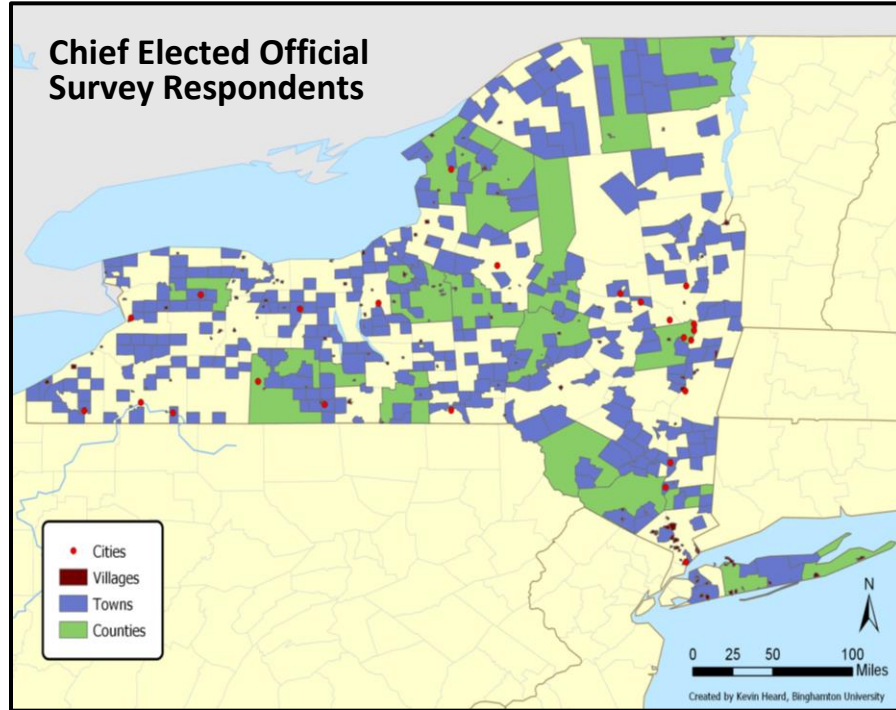 Chief Elected Official
Survey Respondents
Cities
Villages
Towns
Counties
N
0 25 50 100
Miles
Created by Kevin Heard, Binghamton University